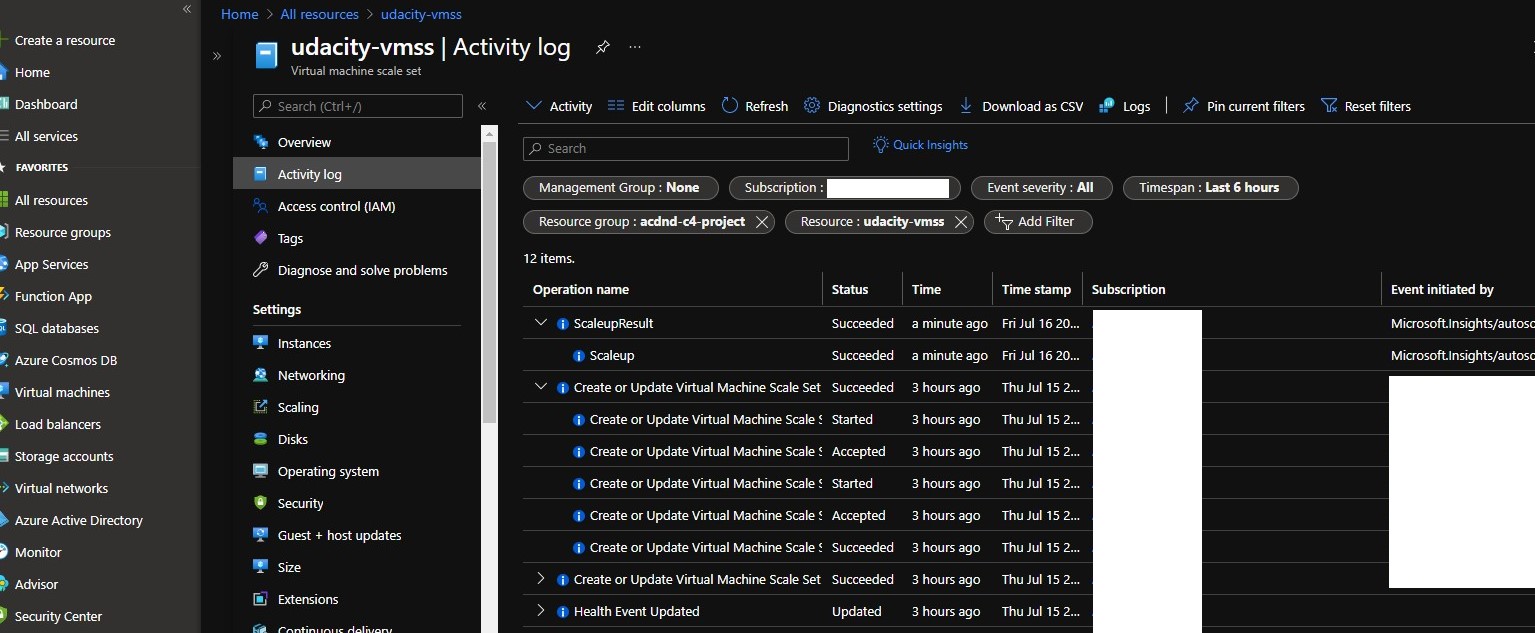 «
Create a resource
Home
Dashboard
All services
FAVORITES
All resources
Resource groups
App Services
Function App
SQL databases
Azure Cosmos DB
Virtual machines
Load balancers
Storage accounts
Virtual networks
Azure Active Directory
Monitor
Advisor
Security Center
Home > All resources > udacity-vmss
»
udacity-vmss | Activity log ...
Virtual machine scale set
Search (Ctrl+/) «
Overview
Activity log
Access control (IAM)
Tags
Diagnose and solve problems
Settings
Instances
Networking
Scaling
Disks
Operating system
Security
Guest + host updates
Size
Extensions
Continuous delivery
Activity Edit columns Refresh Diagnostics settings Download as CSV Logs | Pin current filters Reset filters
Search Quick Insights
Management Group : None Subscription : Event severity : All Timespan : Last 6 hours
Resource group : acdnd-c4-project Resource : udacity-vmss Add Filter
12 items.
Operation name Status Time Time stamp Subscription Event initiated by
ScaleupResult Succeeded a minute ago Fri Jul 16 20... Microsoft.Insights/autosc
Scaleup Succeeded a minute ago Fri Jul 16 20... Microsoft.Insights/autosc
Create or Update Virtual Machine Scale Set Succeeded 3 hours ago Thu Jul 15 2...
Create or Update Virtual Machine Scale S Started 3 hours ago Thu Jul 15 2...
Create or Update Virtual Machine Scale S Accepted 3 hours ago Thu Jul 15 2...
Create or Update Virtual Machine Scale S Started 3 hours ago Thu Jul 15 2...
Create or Update Virtual Machine Scale S Accepted 3 hours ago Thu Jul 15 2...
Create or Update Virtual Machine Scale S Succeeded 3 hours ago Thu Jul 15 2...
Create or Update Virtual Machine Scale Set Succeeded 3 hours ago Thu Jul 15 2...
Health Event Updated Updated 3 hours ago Thu Jul 15 2...